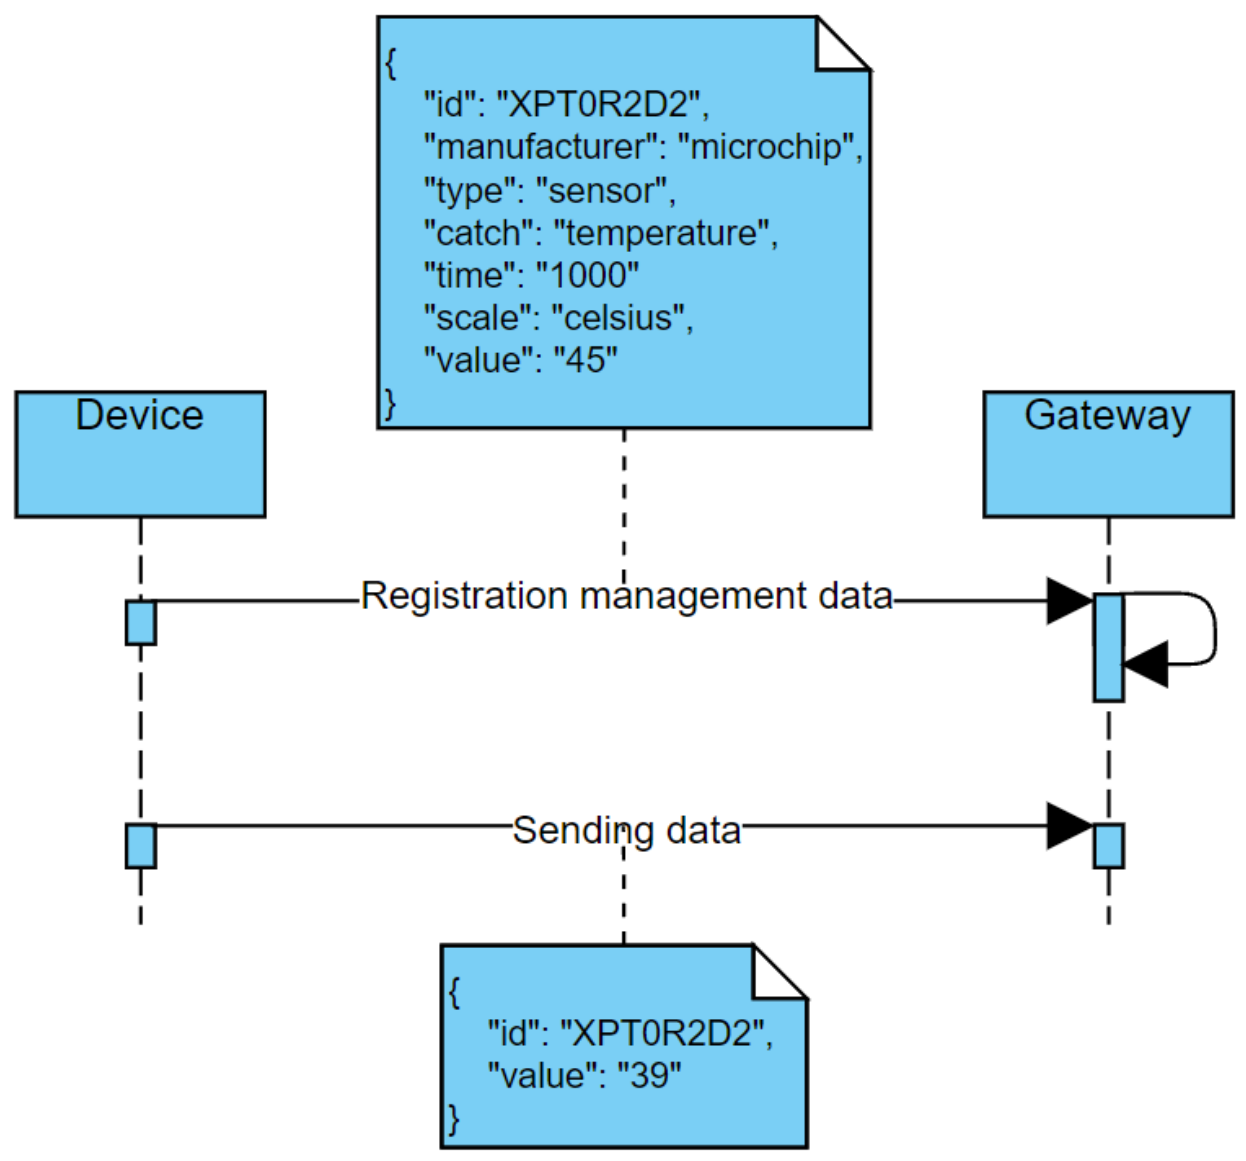 {
"id": "XPT0R2D2",
"manufacturer": "microchip",
"type": "sensor",
"catch": "temperature",
"time": "1000"
"scale": "celsius",
"value": "45"
}
Device
Gateway
Registration management data
Sending data
{
"id": "XPT0R2D2",
"value": "39"
}